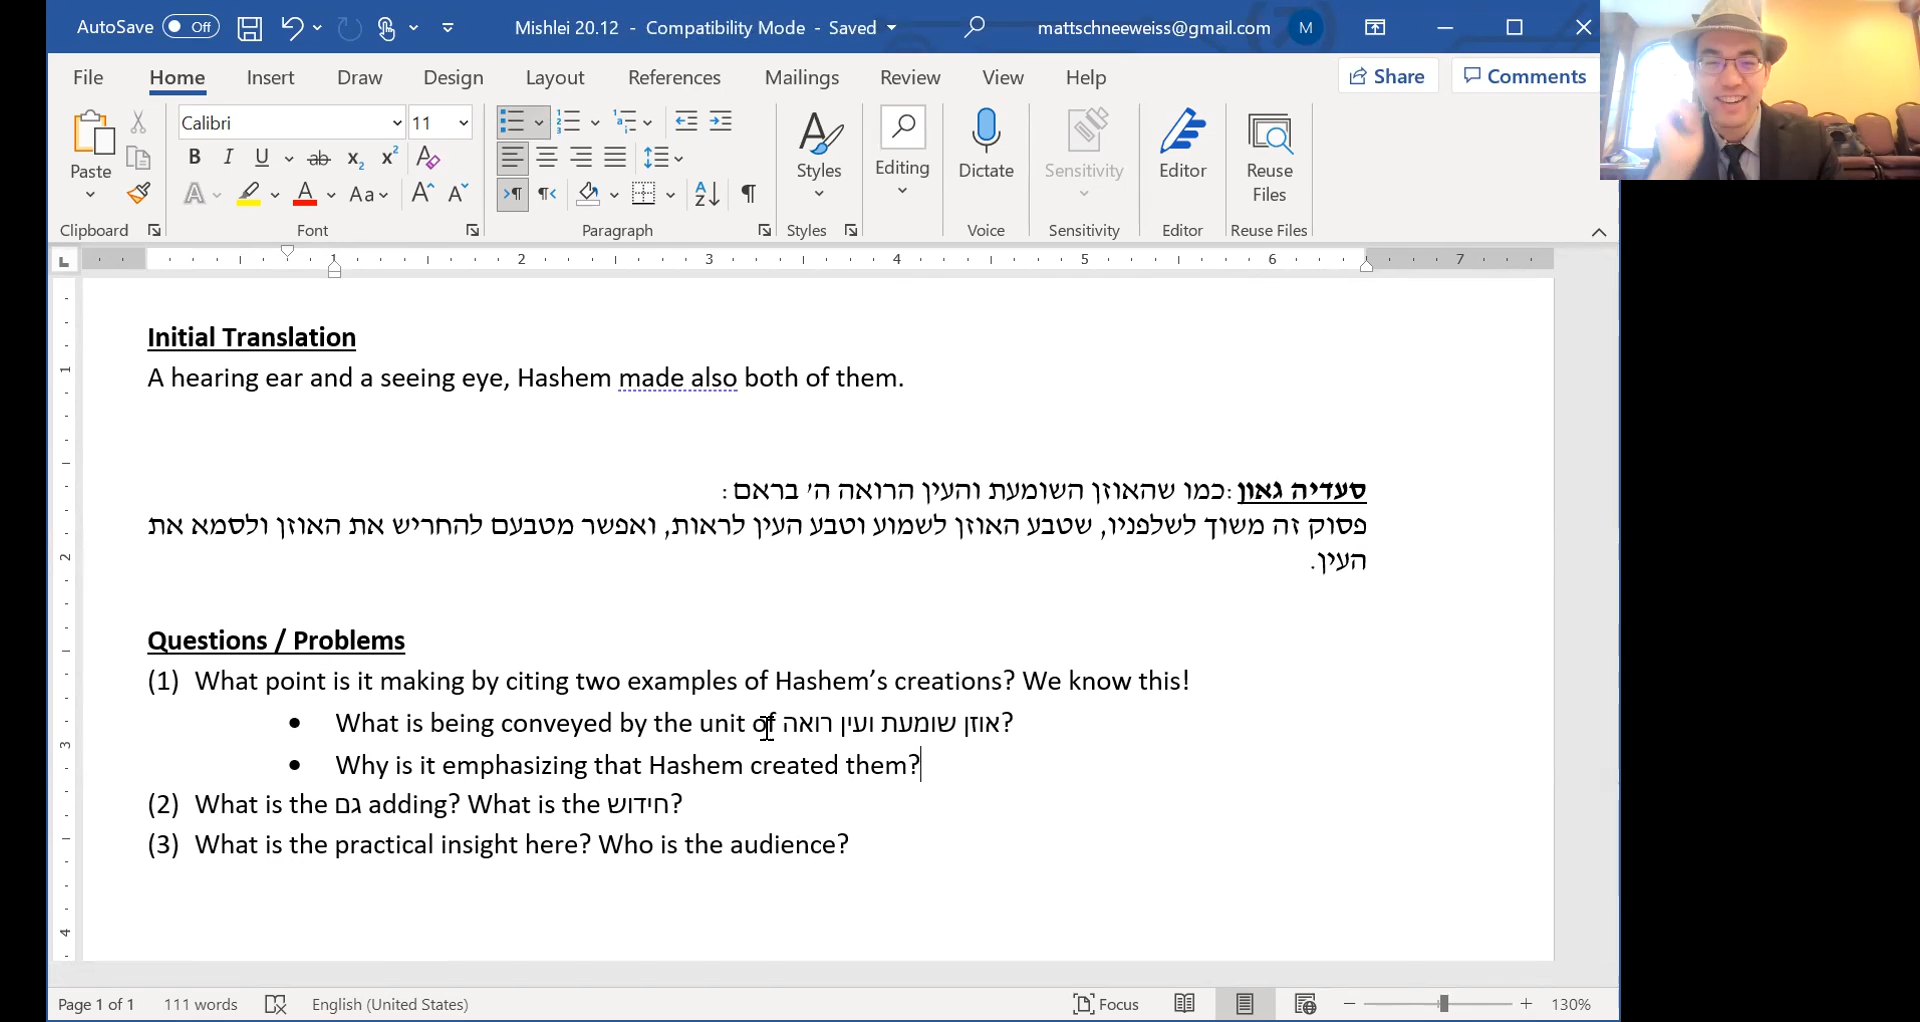 AutoSave Off Mishlei 20.12 - Compatibility Mode - Saved mattschneeweiss@gmail.com M
File Home Insert Draw Design Layout References Mailings Review View Help Share Comments
Calibri 11
Paste Styles Editing Dictate Sensitivity Editor Reuse Files
Clipboard Font Paragraph Styles Voice Sensitivity Editor Reuse Files
1 2 3 4 5 6 7
Initial Translation
A hearing ear and a seeing eye, Hashem made also both of them.
סעדיה גאון: כמו שהאוזן השומעת והעין הרואה ה' בראם:
פסוק זה משוך לשלפניו, שטבע האוזן לשמוע וטבע העין לראות, ואפשר מטבעם להחריש את האוזן ולסמא את
העין.
Questions / Problems
(1) What point is it making by citing two examples of Hashem’s creations? We know this!
• What is being conveyed by the unit of אוזן שומעת ועין רואה?
• Why is it emphasizing that Hashem created them?
(2) What is the גם adding? What is the חידוש?
(3) What is the practical insight here? Who is the audience?
Page 1 of 1 111 words English (United States) Focus 130%